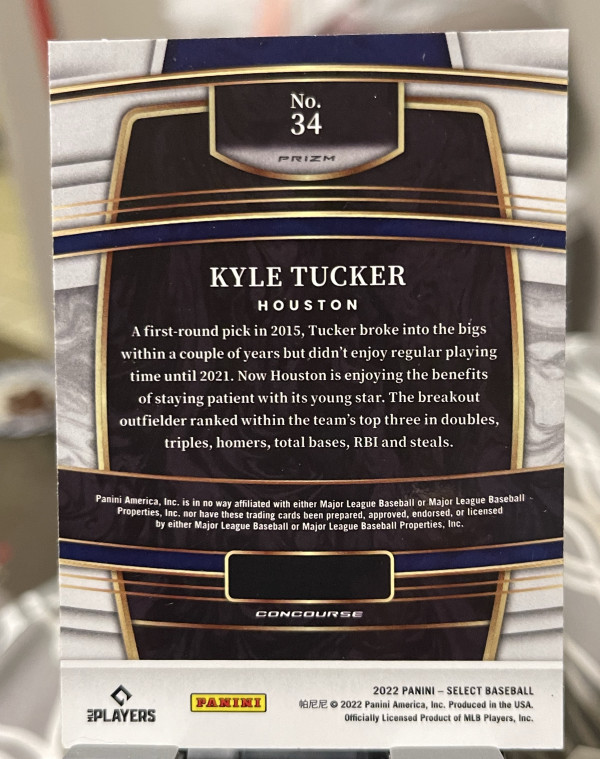 No.
34
PRIZM
KYLE TUCKER
HOUSTON
A first-round pick in 2015, Tucker broke into the bigs
within a couple of years but didn't enjoy regular playing
time until 2021. Now Houston is enjoying the benefits
of staying patient with its young star. The breakout
outfielder ranked within the team's top three in doubles,
triples, homers, total bases, RBI and steals.
Panini America, Inc. is in no way affiliated with either Major League Baseball or Major League Baseball
Properties, Inc. nor have these trading cards been prepared, approved, endorsed, or licensed
by either Major League Baseball or Major League Baseball Properties, Inc.
CONCOURSE
MLB PLAYERS
PANINI
2022 PANINI – SELECT BASEBALL
帕尼尼 © 2022 Panini America, Inc. Produced in the USA.
Officially Licensed Product of MLB Players, Inc.